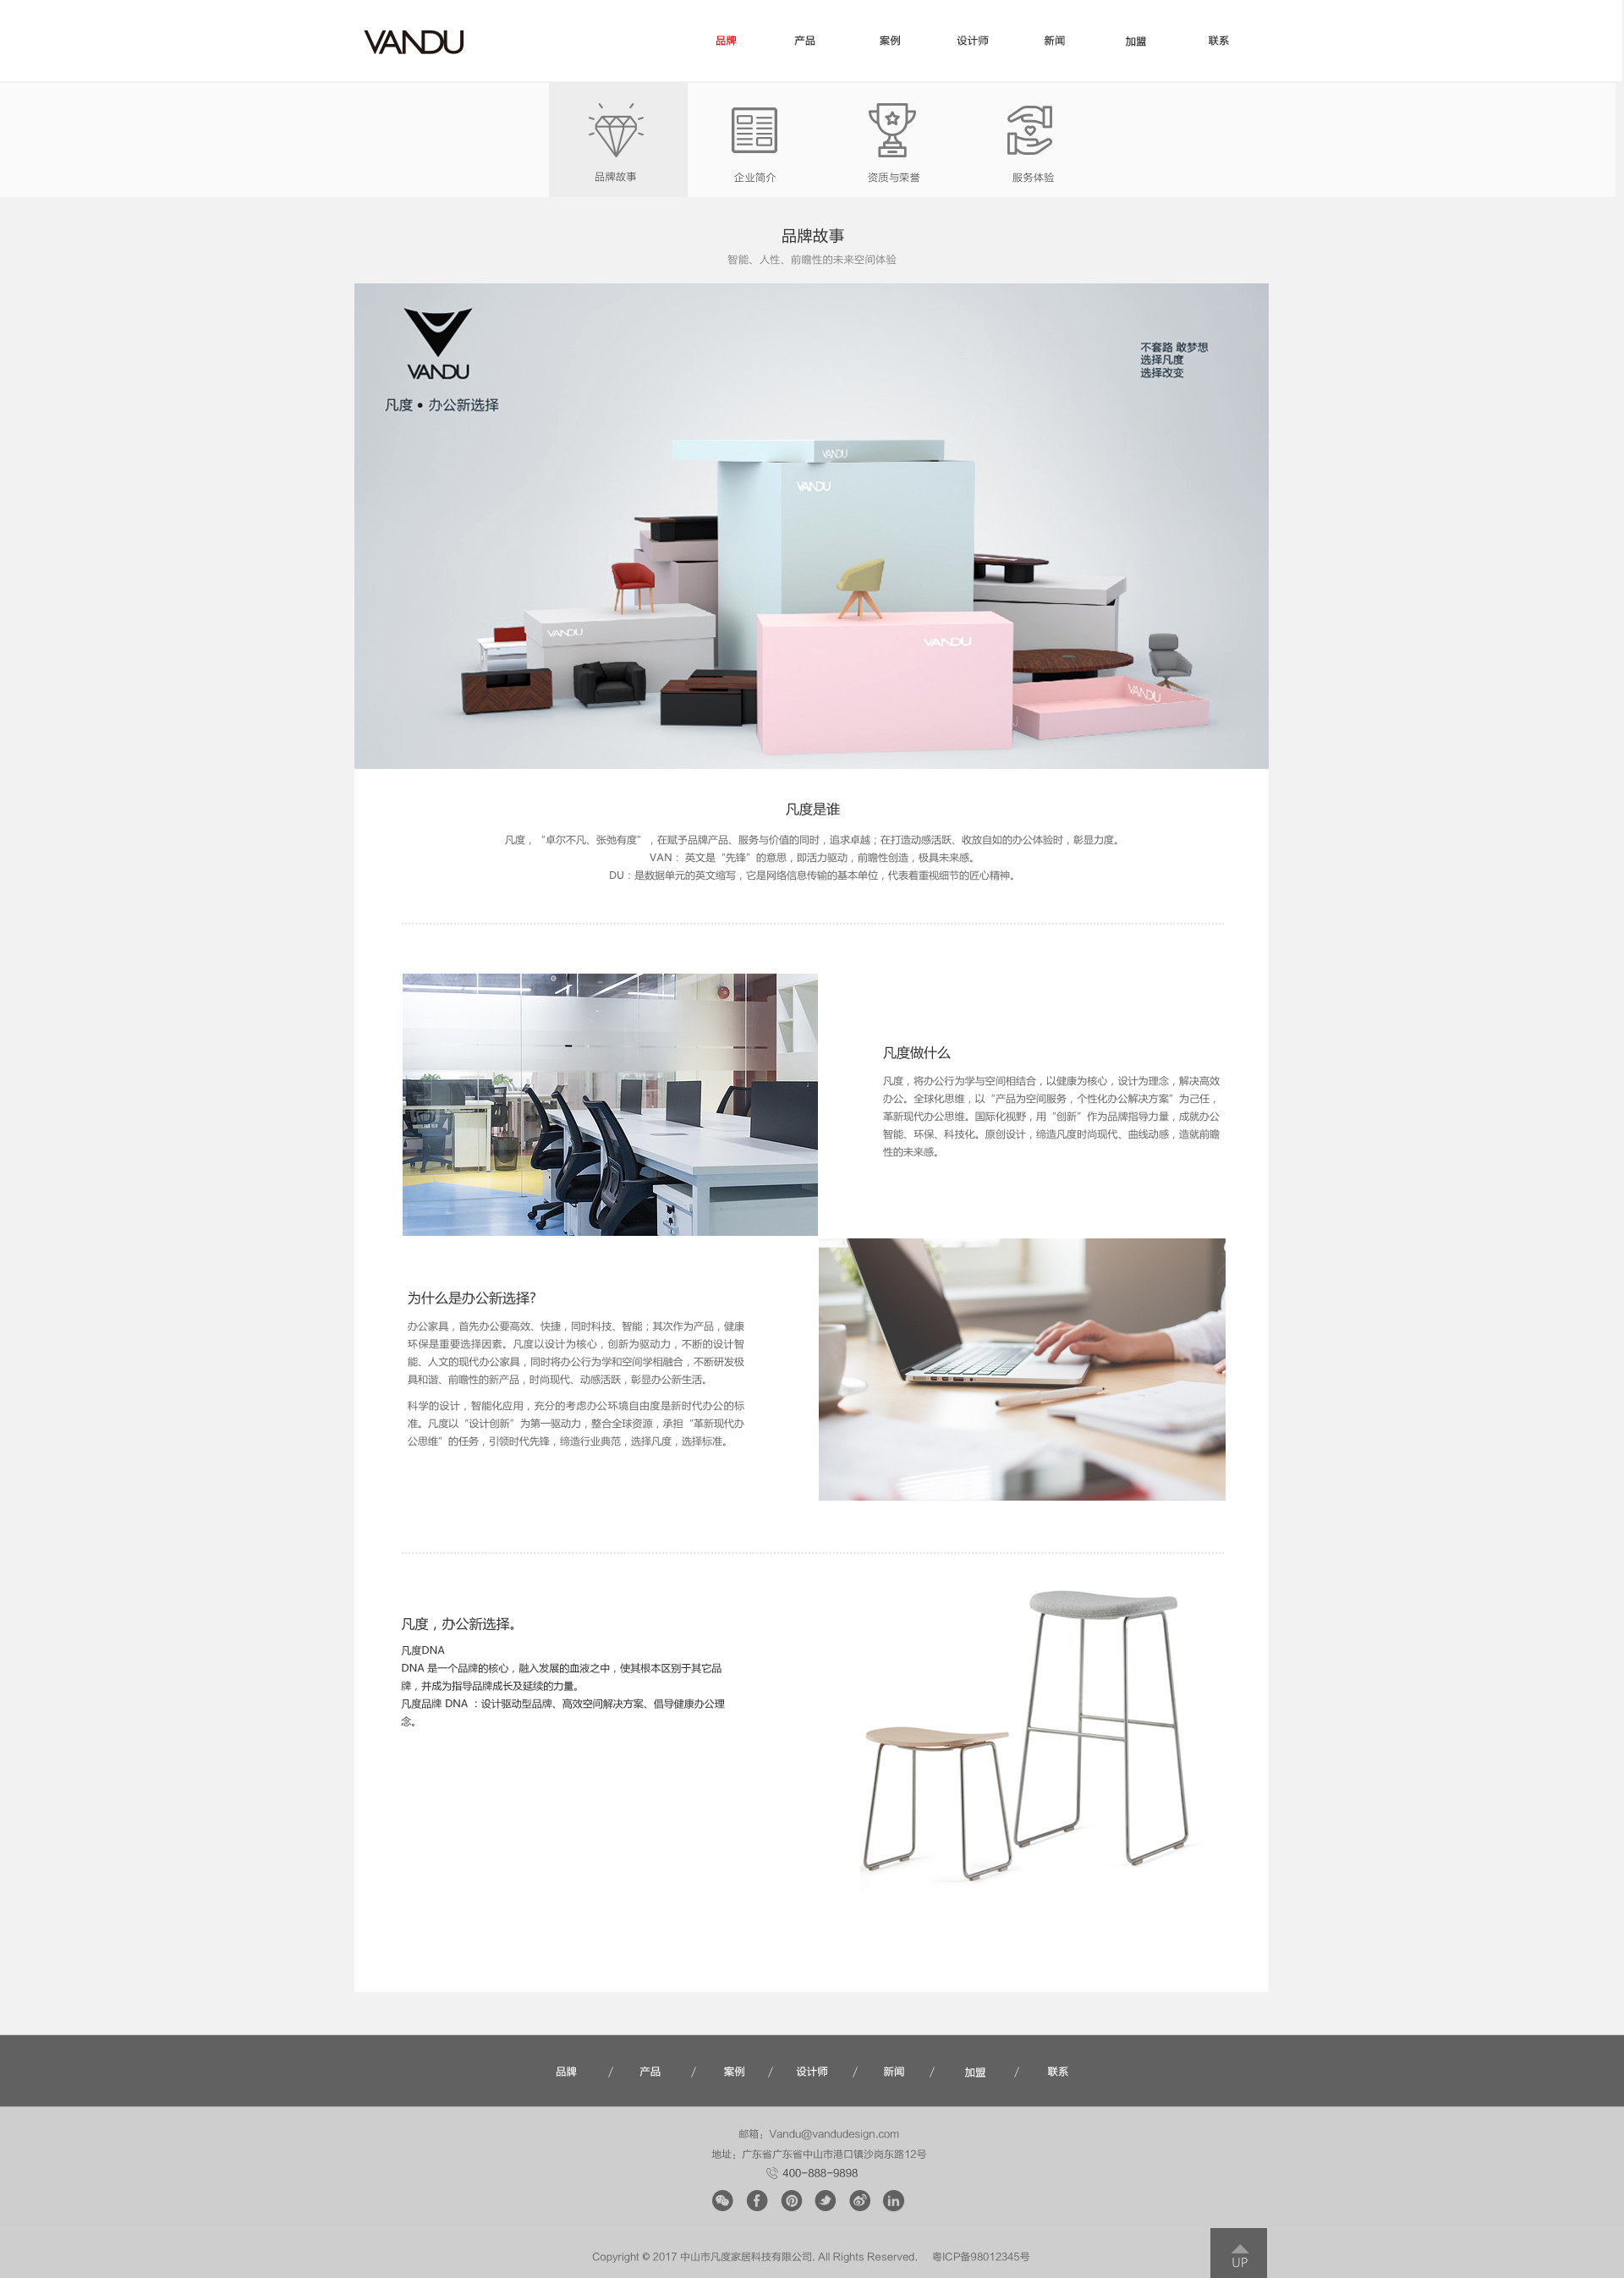 VANDU
品牌 产品 案例 设计师 新闻 加盟 联系
品牌故事 企业简介 资质与荣誉 服务体验
品牌故事
智能、人性、前瞻性的未来空间体验
VANDU
凡度 • 办公新选择
不套路 敢梦想
选择凡度
选择改变
VANDU
VANDU
VANDU
VANDU
VANDU
凡度是谁
凡度，“卓尔不凡、张弛有度”，在赋予品牌产品、服务与价值的同时，追求卓越；在打造动感活跃、收放自如的办公体验时，彰显力度。
VAN： 英文是“先锋”的意思，即活力驱动，前瞻性创造，极具未来感。
DU：是数据单元的英文缩写，它是网络信息传输的基本单位，代表着重视细节的匠心精神。
凡度做什么
凡度，将办公行为学与空间相结合，以健康为核心，设计为理念，解决高效
办公。全球化思维，以“产品为空间服务，个性化办公解决方案”为己任，
革新现代办公思维。国际化视野，用“创新”作为品牌指导力量，成就办公
智能、环保、科技化。原创设计，缔造凡度时尚现代、曲线动感，造就前瞻
性的未来感。
为什么是办公新选择?
办公家具，首先办公要高效、快捷，同时科技、智能；其次作为产品，健康
环保是重要选择因素。凡度以设计为核心，创新为驱动力，不断的设计智
能、人文的现代办公家具，同时将办公行为学和空间学相融合，不断研发极
具和谐、前瞻性的新产品，时尚现代、动感活跃，彰显办公新生活。
科学的设计，智能化应用，充分的考虑办公环境自由度是新时代办公的标
准。凡度以“设计创新”为第一驱动力，整合全球资源，承担“革新现代办
公思维”的任务，引领时代先锋，缔造行业典范，选择凡度，选择标准。
凡度，办公新选择。
凡度DNA
DNA 是一个品牌的核心，融入发展的血液之中，使其根本区别于其它品
牌，并成为指导品牌成长及延续的力量。
凡度品牌 DNA ：设计驱动型品牌、高效空间解决方案、倡导健康办公理
念。
品牌 / 产品 / 案例 / 设计师 / 新闻 / 加盟 / 联系
邮箱：Vandu@vandudesign.com
地址：广东省广东省中山市港口镇沙岗东路12号
400-888-9898
Copyright © 2017 中山市凡度家居科技有限公司. All Rights Reserved. 粤ICP备98012345号
UP